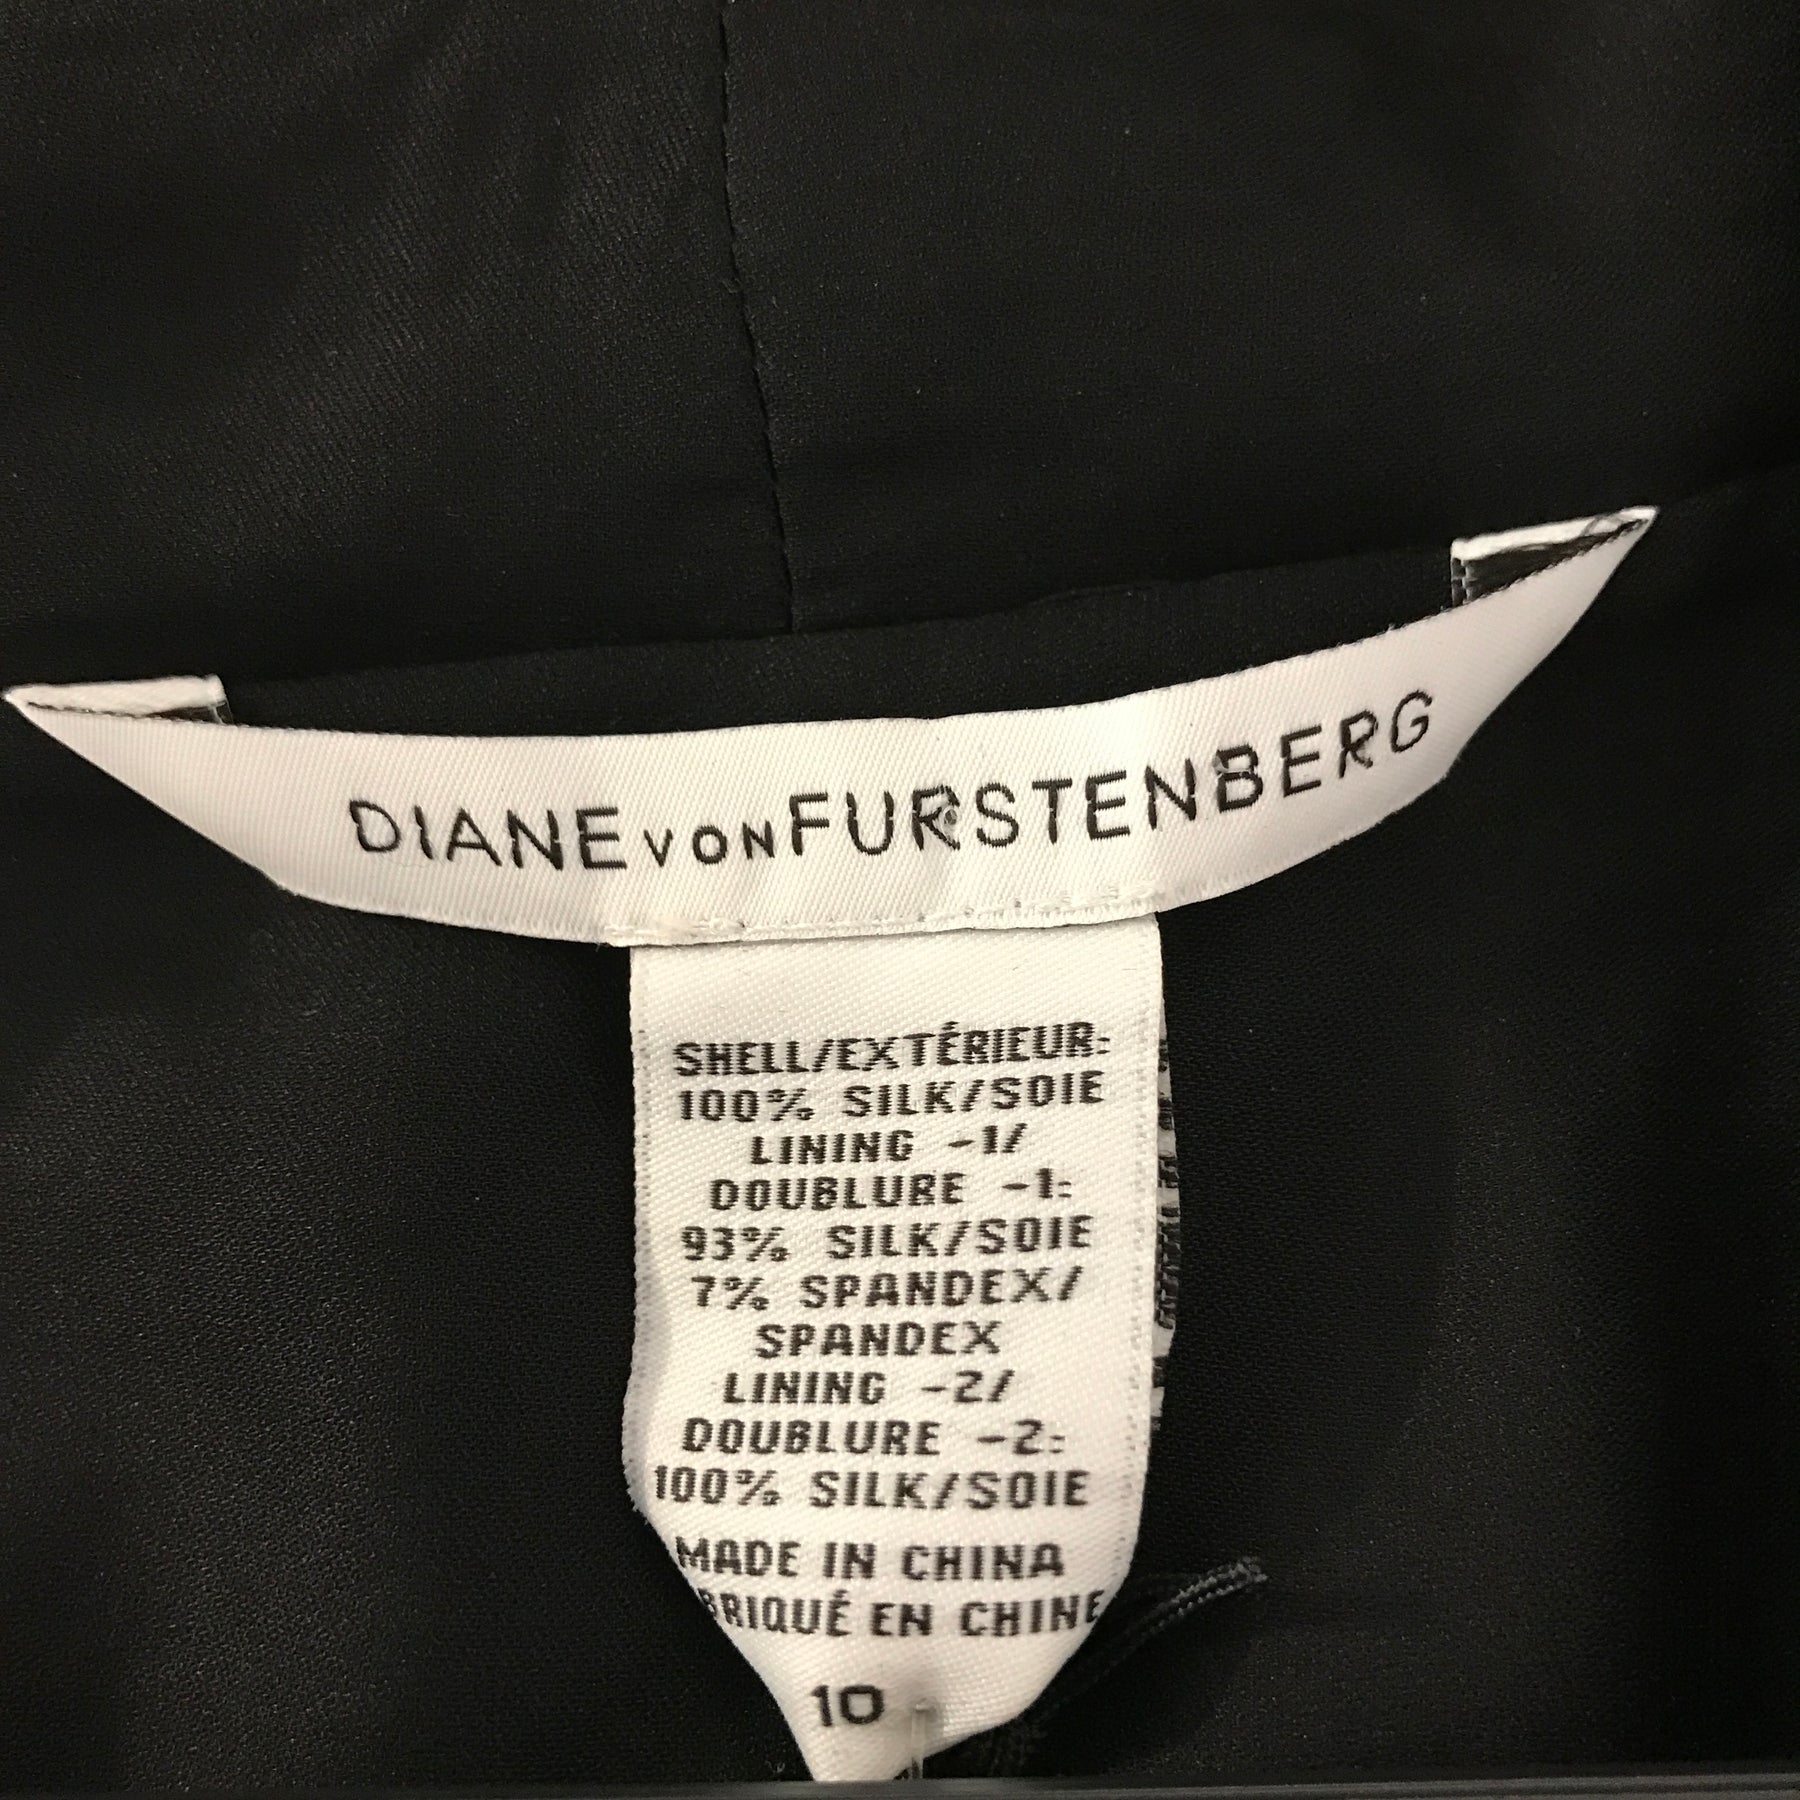 DIANE VON FURSTENBERG
SHELL/EXTÉRIEUR:
100% SILK/SOIE
LINING -1/
DOUBLURE -1:
93% SILK/SOIE
7% SPANDEX/
SPANDEX
LINING -2/
DOUBLURE -2:
100% SILK/SOIE
MADE IN CHINA
BRIQUÉ EN CHINE
10